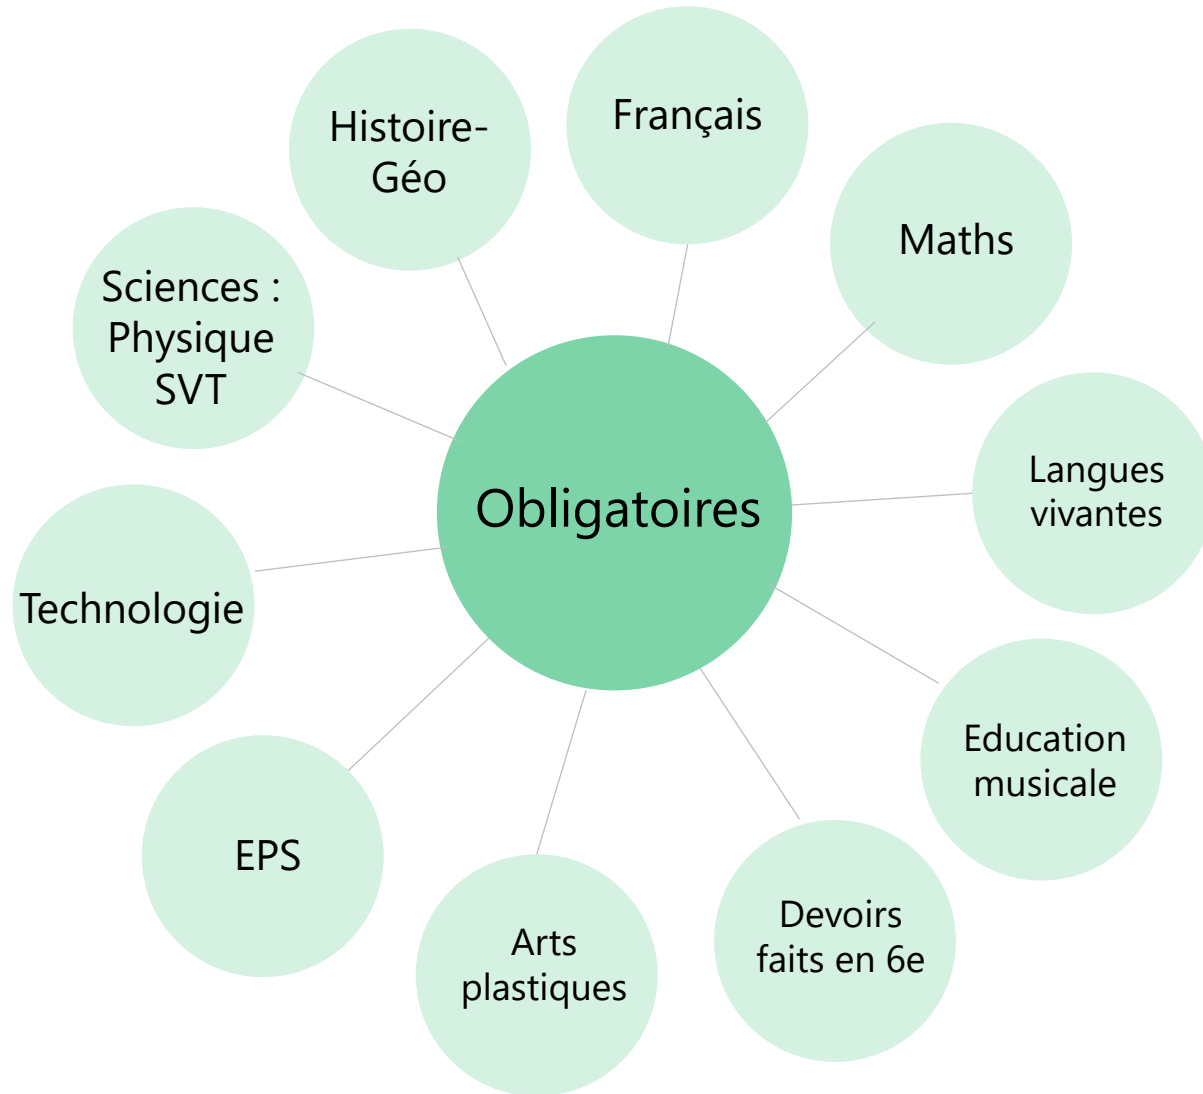 Français
Histoire-
Géo
Maths
Sciences :
Physique
SVT
Langues
vivantes
Obligatoires
Technologie
Education
musicale
EPS
Devoirs
faits en 6e
Arts
plastiques